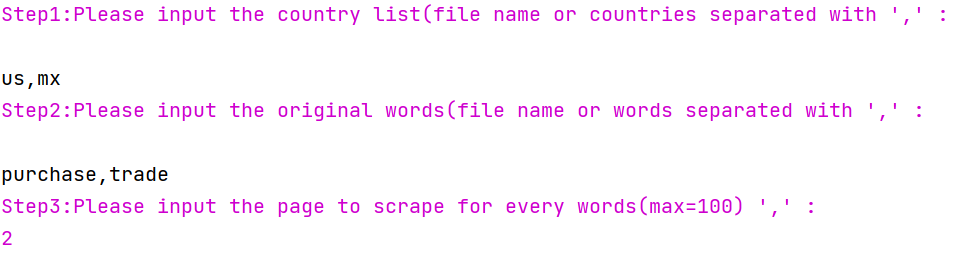 Step1:Please input the country list(file name or countries separated with ',' :
us,mx
Step2:Please input the original words(file name or words separated with ',' :
purchase,trade
Step3:Please input the page to scrape for every words(max=100) ',' :
2